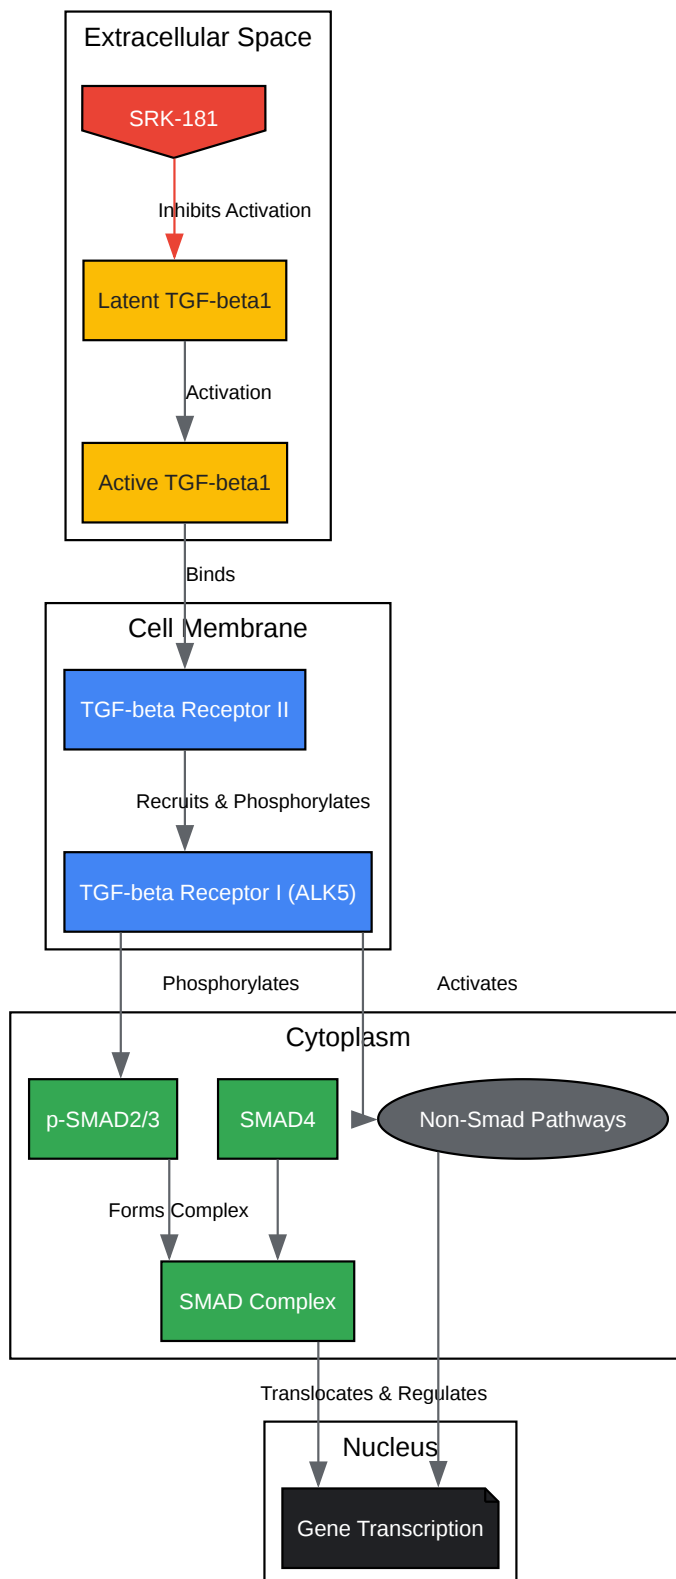 Extracellular Space
SRK-181
Inhibits Activation
Latent TGF-beta1
Activation
Active TGF-beta1
Binds
Cell Membrane
TGF-beta Receptor II
Recruits & Phosphorylates
TGF-beta Receptor I (ALK5)
Phosphorylates
Activates
Cytoplasm
p-SMAD2/3
SMAD4
Non-Smad Pathways
Forms Complex
SMAD Complex
Translocates & Regulates
Nucleus
Gene Transcription